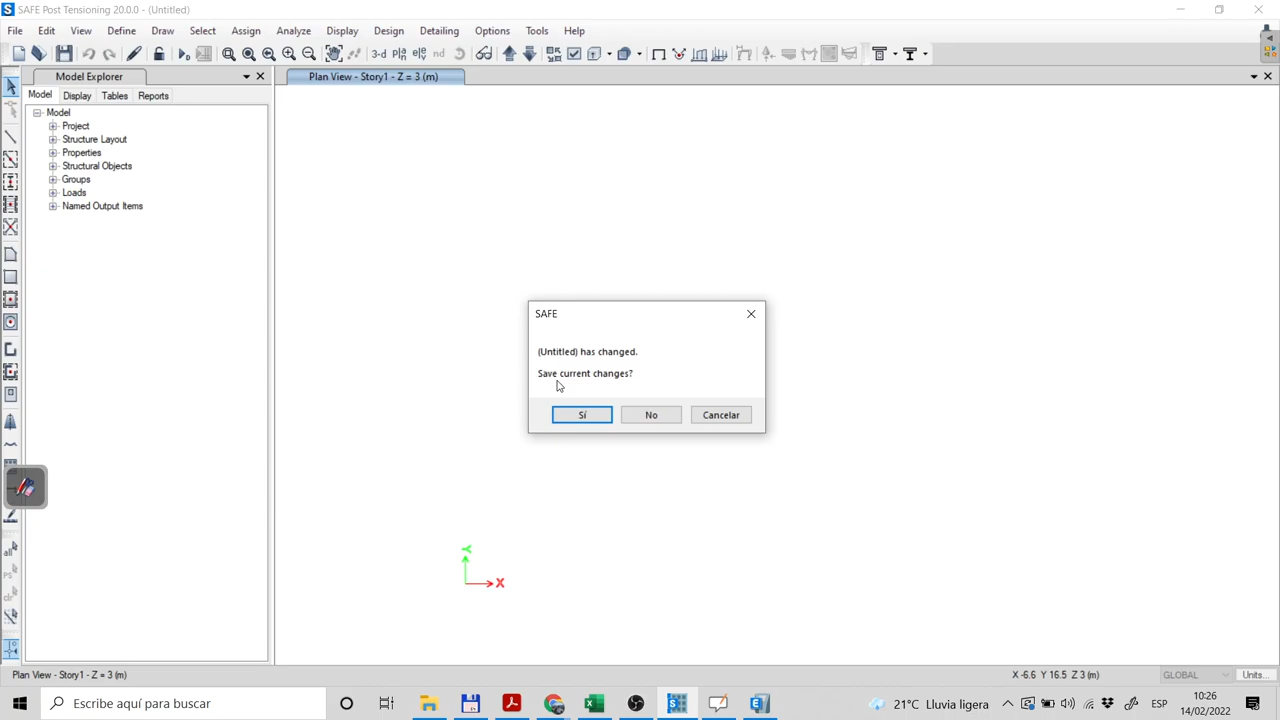 SAFE Post Tensioning 20.0.0 - (Untitled)
File Edit View Define Draw Select Assign Analyze Display Design Detailing Options Tools Help
3-d
Model Explorer
Plan View - Story1 - Z = 3 (m)
Model Display Tables Reports
Model
Project
Structure Layout
Properties
Structural Objects
Groups
Loads
Named Output Items
SAFE
(Untitled) has changed.
Save current changes?
Sí
No
Cancelar
Y
X
all
PS
clr
Plan View - Story1 - Z = 3 (m)
X -6.6 Y 16.5 Z 3 (m)
GLOBAL
Units...
Escribe aquí para buscar
21°C Lluvia ligera
ESP
10:26
14/02/2022